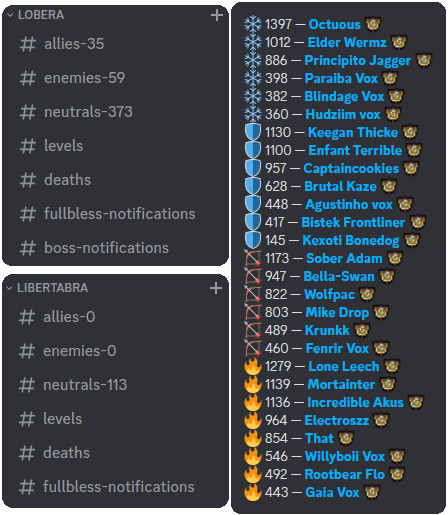 LOBERA
allies-35
enemies-59
neutrals-373
levels
deaths
fullbless-notifications
boss-notifications
LIBERTABRA
allies-0
enemies-0
neutrals-113
levels
deaths
fullbless-notifications
1397 — Octuous
1012 — Elder Wermz
886 — Principito Jagger
398 — Paraiba Vox
382 — Blindage Vox
360 — Hudziim vox
1130 — Keegan Thicke
1100 — Enfant Terrible
957 — Captaincookies
628 — Brutal Kaze
448 — Agustinho vox
417 — Bistek Frontliner
145 — Kexoti Bonedog
1173 — Sober Adam
947 — Bella-Swan
822 — Wolfpac
803 — Mike Drop
489 — Krunkk
460 — Fenrir Vox
1279 — Lone Leech
1139 — Mortainter
1136 — Incredible Akus
964 — Electroszz
854 — That
546 — Willyboii Vox
492 — Rootbear Flo
443 — Gaia Vox